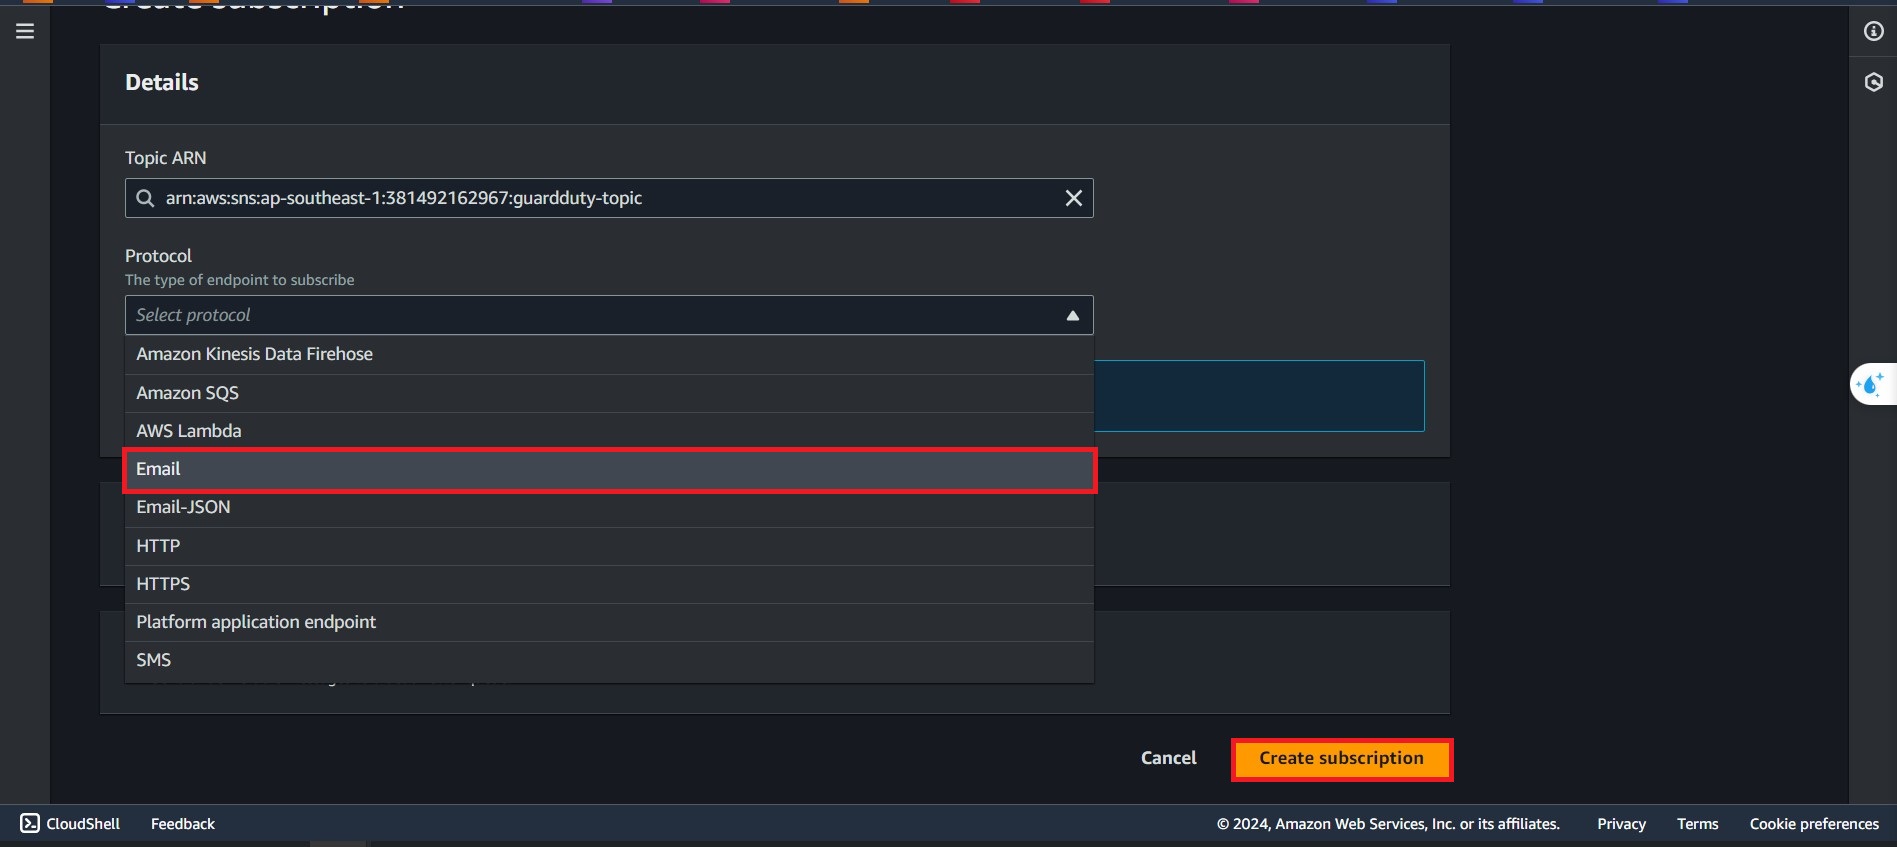 Create subscription
Details
Topic ARN
arn:aws:sns:ap-southeast-1:381492162967:guardduty-topic
Protocol
The type of endpoint to subscribe
Select protocol
Amazon Kinesis Data Firehose
Amazon SQS
AWS Lambda
Email
Email-JSON
HTTP
HTTPS
Platform application endpoint
SMS
Cancel
Create subscription
CloudShell
Feedback
© 2024, Amazon Web Services, Inc. or its affiliates.
Privacy
Terms
Cookie preferences